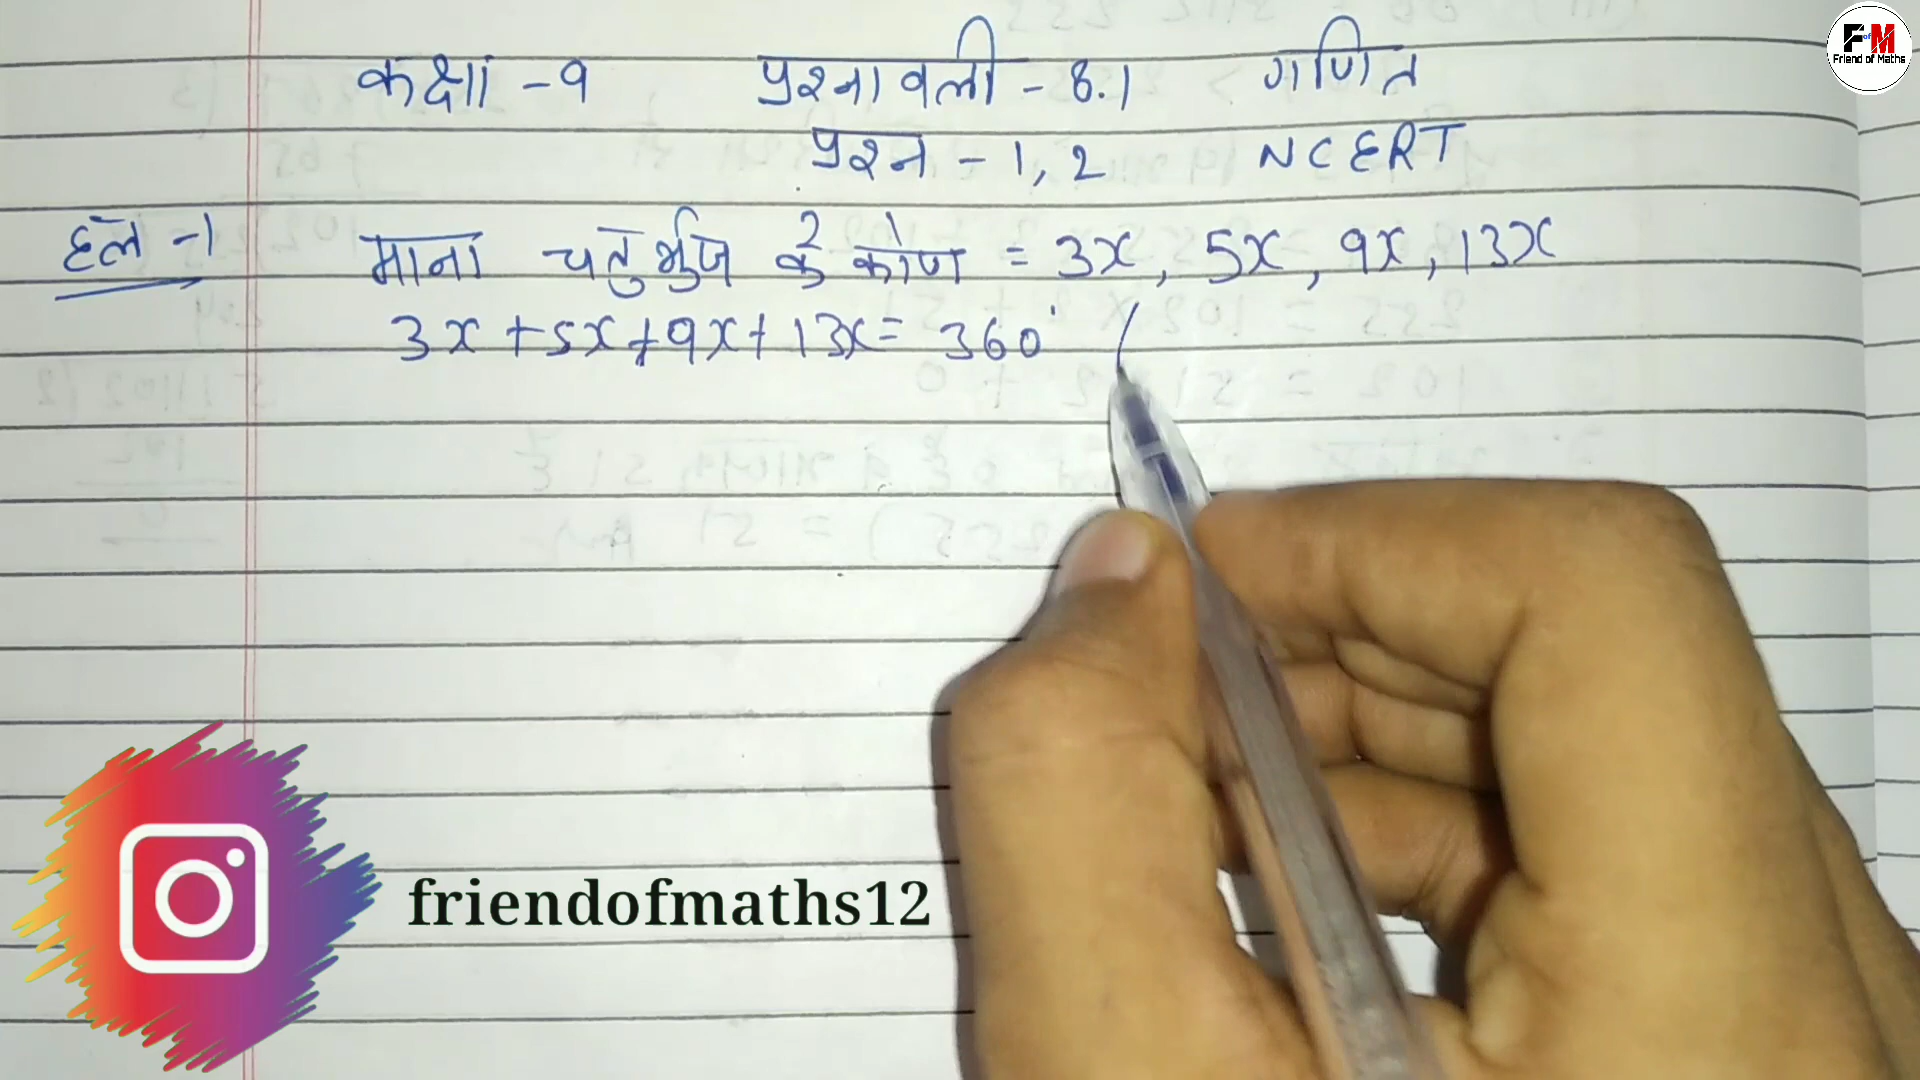 FofM
Friend of Maths
कक्षा - 9 प्रश्नावली - 8.1 गणित
प्रश्न - 1, 2 NCERT
हल - 1 माना चतुर्भुज के कोण = 3x, 5x, 9x, 13x
3x + 5x + 9x + 13x = 360° (
friendofmaths12